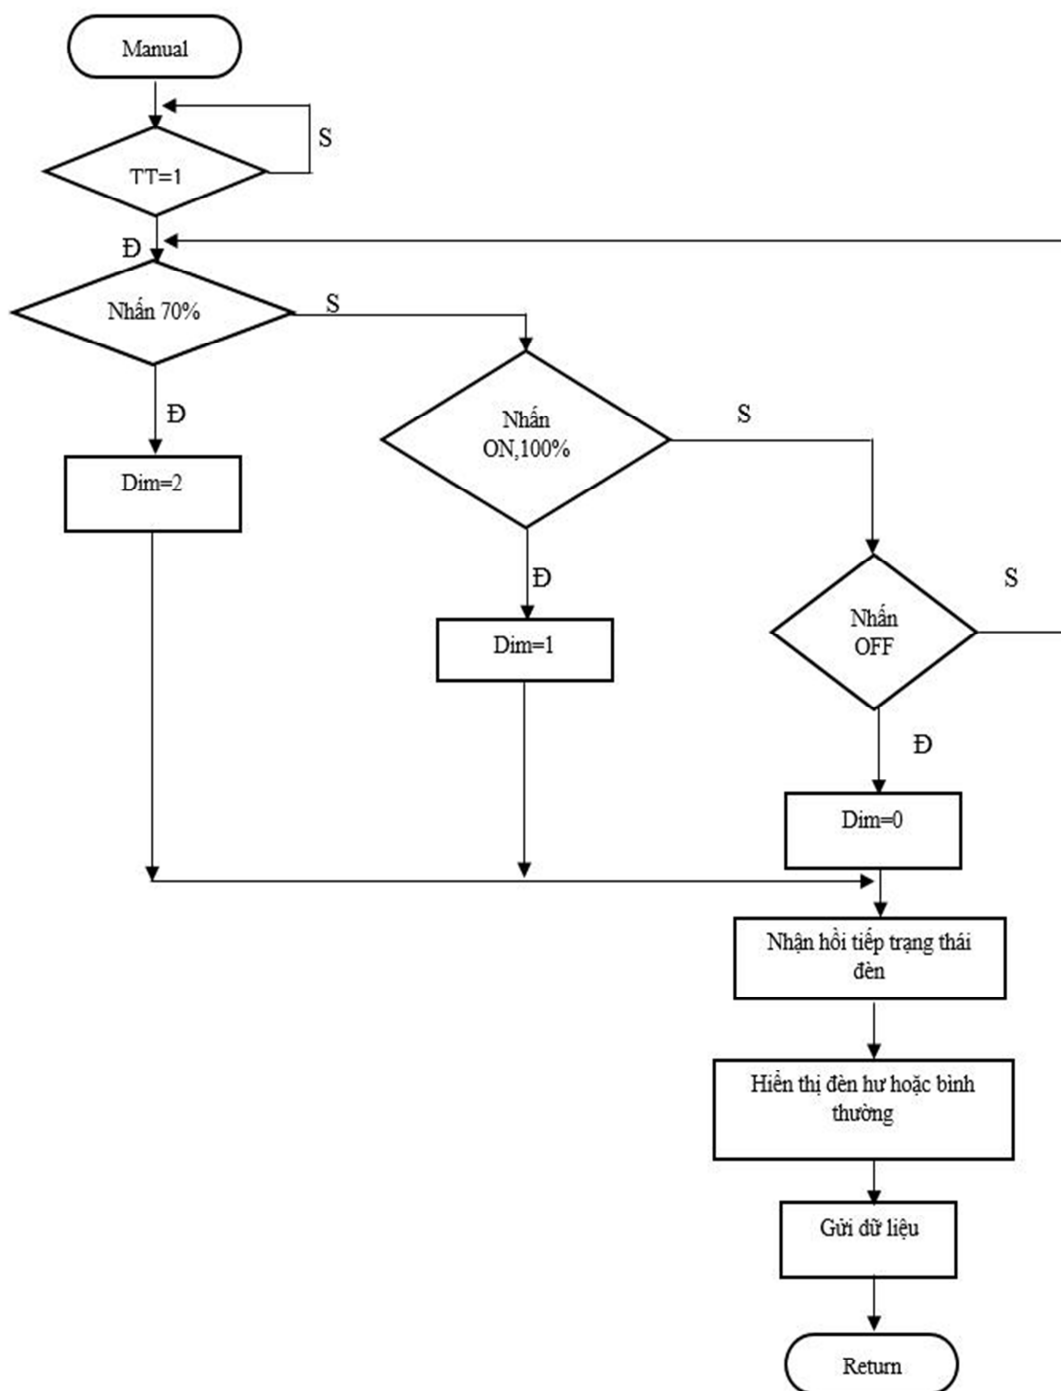 Manual
S
TT=1
Đ
Nhấn 70%
S
Đ
Nhấn
ON,100%
S
Dim=2
Đ
Nhấn
OFF
S
Dim=1
Đ
Dim=0
Nhận hồi tiếp trạng thái
đèn
Hiển thị đèn hư hoặc bình
thường
Gửi dữ liệu
Return